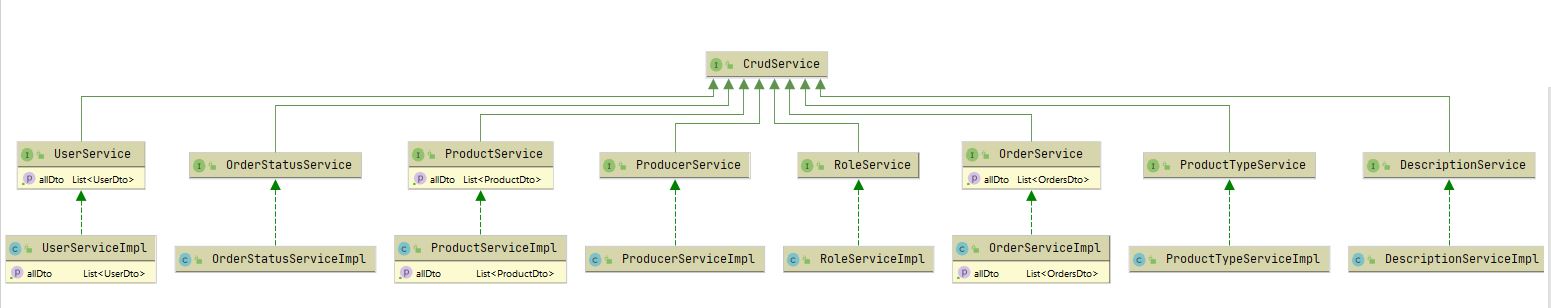 I CrudService
I UserService
p allDto List<UserDto>
I OrderStatusService
I ProductService
p allDto List<ProductDto>
I ProducerService
I RoleService
I OrderService
p allDto List<OrdersDto>
I ProductTypeService
I DescriptionService
C UserServiceImpl
p allDto List<UserDto>
C OrderStatusServiceImpl
C ProductServiceImpl
p allDto List<ProductDto>
C ProducerServiceImpl
C RoleServiceImpl
C OrderServiceImpl
p allDto List<OrdersDto>
C ProductTypeServiceImpl
C DescriptionServiceImpl